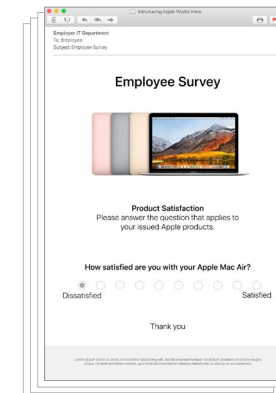 Introducing Apple Works Here
Employer IT Department
To: Employee
Subject: Employee Survey
Employee Survey
Product Satisfaction
Please answer the question that applies to
your issued Apple products.
How satisfied are you with your Apple Mac Air?
Dissatisfied Satisfied
Thank you